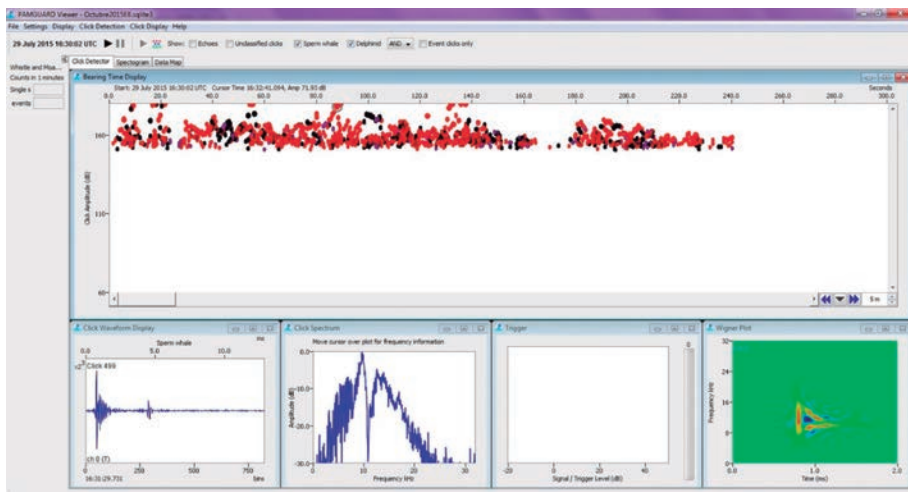 PAMGUARD Viewer - Octubre201568.sqlite3
File Settings Display Click Detection Click Display Help
29 July 2015 16:30:02 UTC Show: Echoes Unclassified clicks Sperm whale Delphinid AND Event clicks only
Whistle and Moa...
Counts in 1 minutes
Single s
events
Click Detector Spectrogram Data Map
Bearing Time Display
Start: 29 July 2015 16:30:02 UTC Cursor Time 16:32:41.094, Amp 71.93 dB Seconds
0.0 20.0 40.0 60.0 80.0 100.0 120.0 140.0 160.0 180.0 200.0 220.0 240.0 260.0 280.0 300.0
Click Amplitude (dB)
160
110
60
5 m
Click Waveform Display
Sperm whale ms
0.0 5.0 10.0
Click 499
ch 0 (T)
0 250 500 750
16:31:29.731 bins
Click Spectrum
Move cursor over plot for frequency information
Amplitude (dB)
0.0
-10.0
-20.0
-30.0
0 10 20 30
Frequency kHz
Trigger
0
-20 0 20 40
Signal / Trigger Level (dB)
Wigner Plot
Frequency kHz
32
20
10
0
0.0 1.0 2.0
Time (ms)